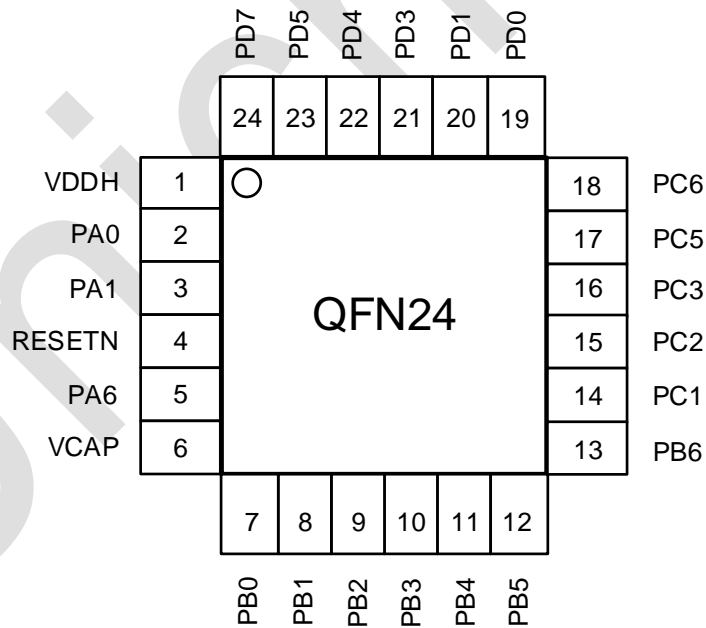 PD7 PD5 PD4 PD3 PD1 PD0
24 23 22 21 20 19
VDDH 1 18 PC6
PA0 2 17 PC5
PA1 3 16 PC3
QFN24
RESETN 4 15 PC2
PA6 5 14 PC1
VCAP 6 13 PB6
7 8 9 10 11 12
PB0 PB1 PB2 PB3 PB4 PB5